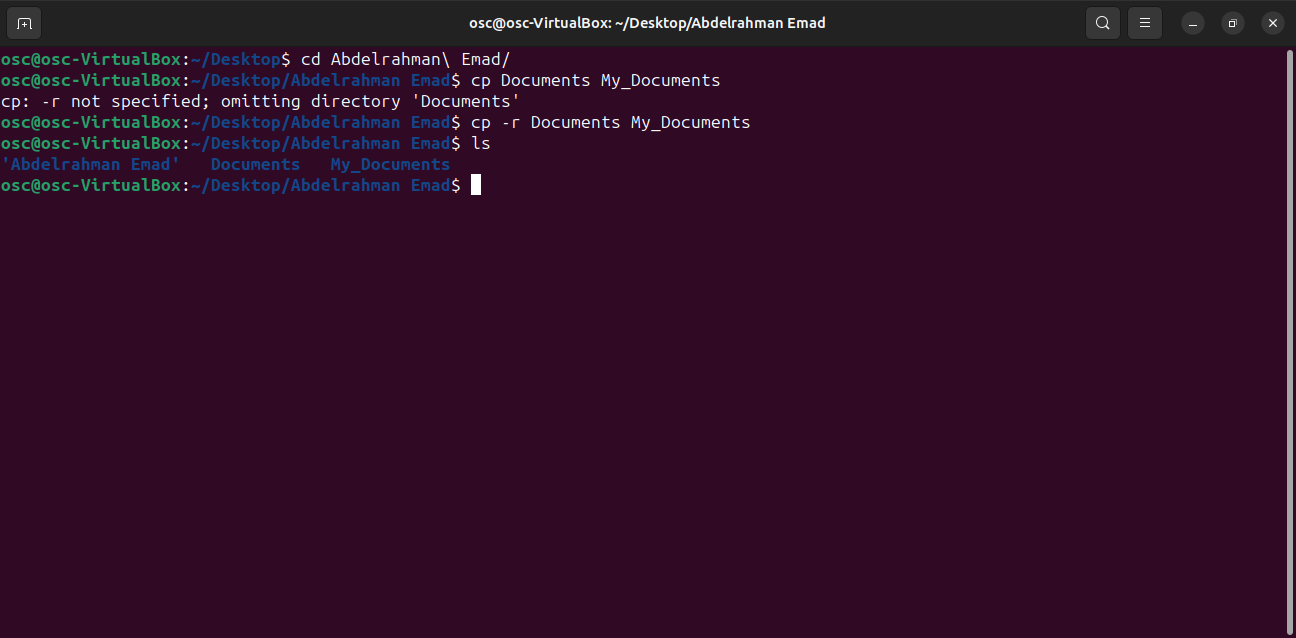 osc@osc-VirtualBox: ~/Desktop/Abdelrahman Emad
osc@osc-VirtualBox:~/Desktop$ cd Abdelrahman\ Emad/
osc@osc-VirtualBox:~/Desktop/Abdelrahman Emad$ cp Documents My_Documents
cp: -r not specified; omitting directory 'Documents'
osc@osc-VirtualBox:~/Desktop/Abdelrahman Emad$ cp -r Documents My_Documents
osc@osc-VirtualBox:~/Desktop/Abdelrahman Emad$ ls
'Abdelrahman Emad'   Documents   My_Documents
osc@osc-VirtualBox:~/Desktop/Abdelrahman Emad$